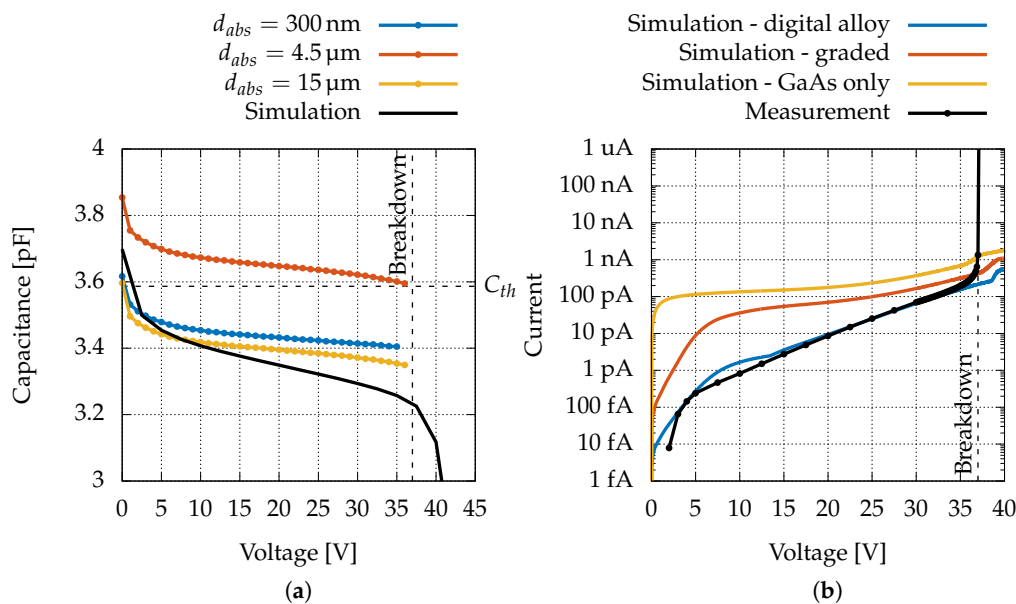 d_abs = 300 nm
d_abs = 4.5 µm
d_abs = 15 µm
Simulation
4
3.8
3.6
3.4
3.2
3
Capacitance [pF]
Breakdown
C_th
0 5 10 15 20 25 30 35 40 45
Voltage [V]
(a)
Simulation - digital alloy
Simulation - graded
Simulation - GaAs only
Measurement
1 uA
100 nA
10 nA
1 nA
100 pA
10 pA
1 pA
100 fA
10 fA
1 fA
Current
Breakdown
0 5 10 15 20 25 30 35 40
Voltage [V]
(b)